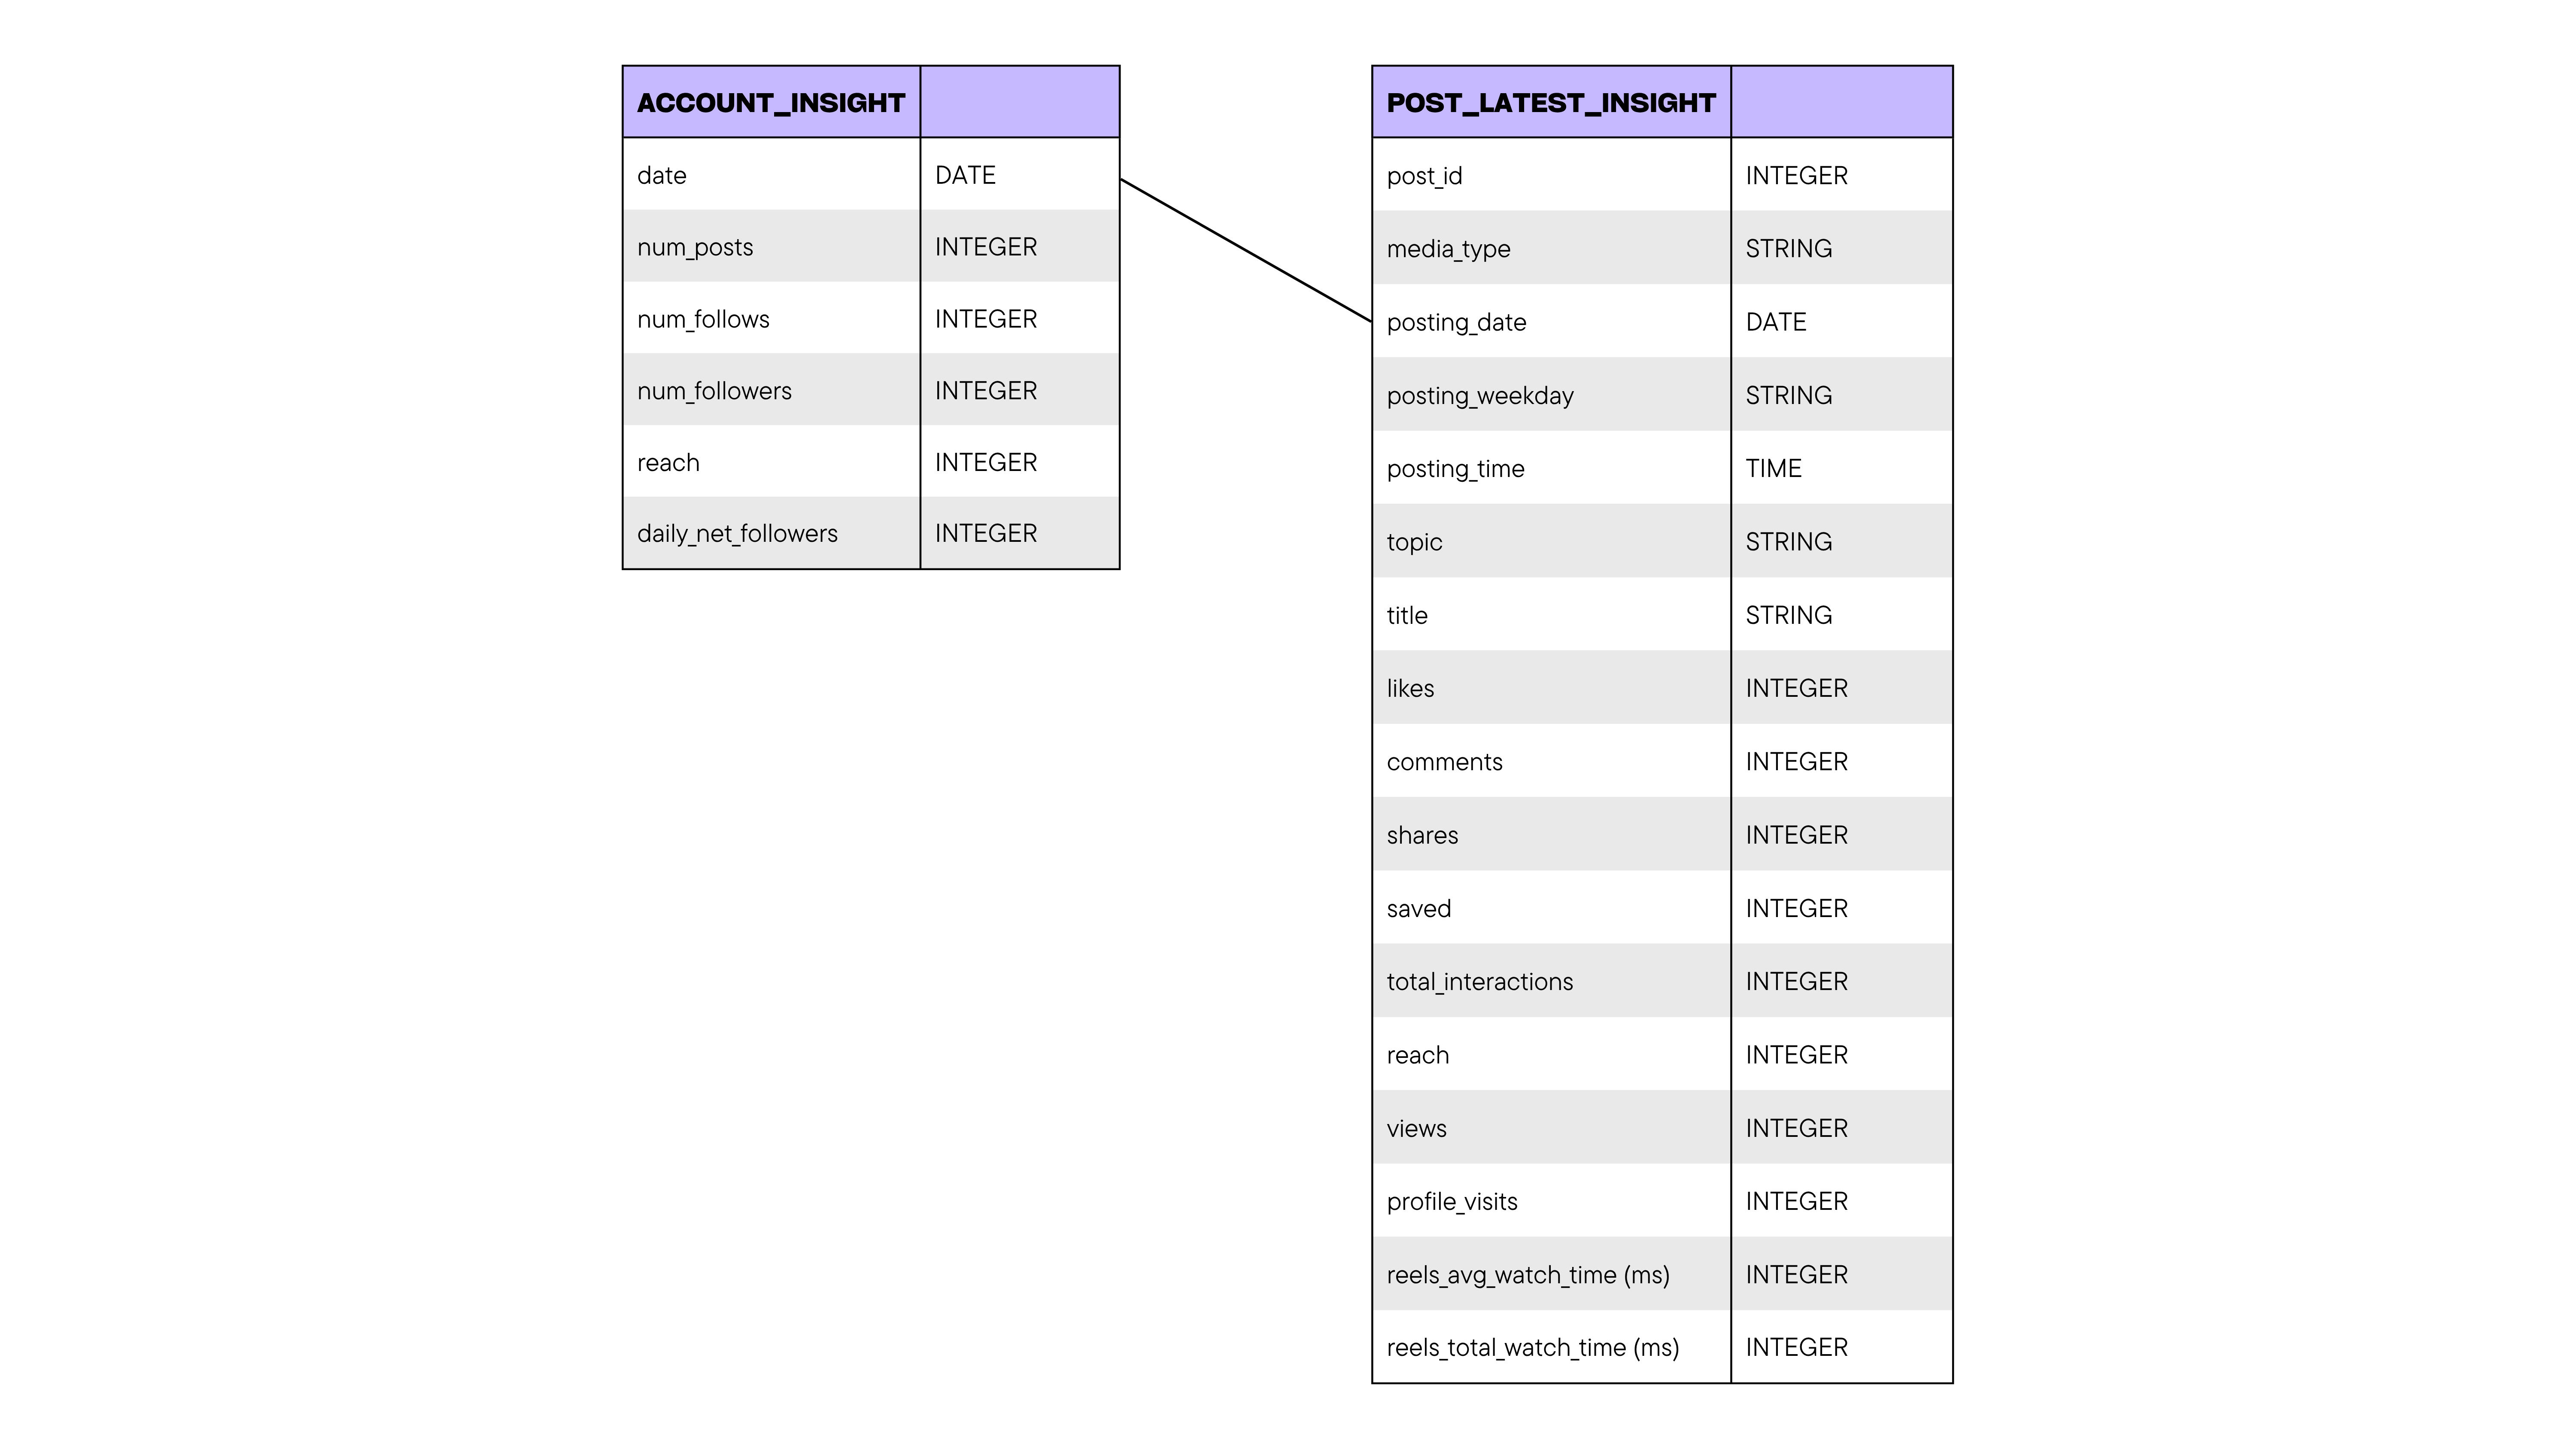 ACCOUNT_INSIGHT
date DATE
num_posts INTEGER
num_follows INTEGER
num_followers INTEGER
reach INTEGER
daily_net_followers INTEGER
POST_LATEST_INSIGHT
post_id INTEGER
media_type STRING
posting_date DATE
posting_weekday STRING
posting_time TIME
topic STRING
title STRING
likes INTEGER
comments INTEGER
shares INTEGER
saved INTEGER
total_interactions INTEGER
reach INTEGER
views INTEGER
profile_visits INTEGER
reels_avg_watch_time (ms) INTEGER
reels_total_watch_time (ms) INTEGER